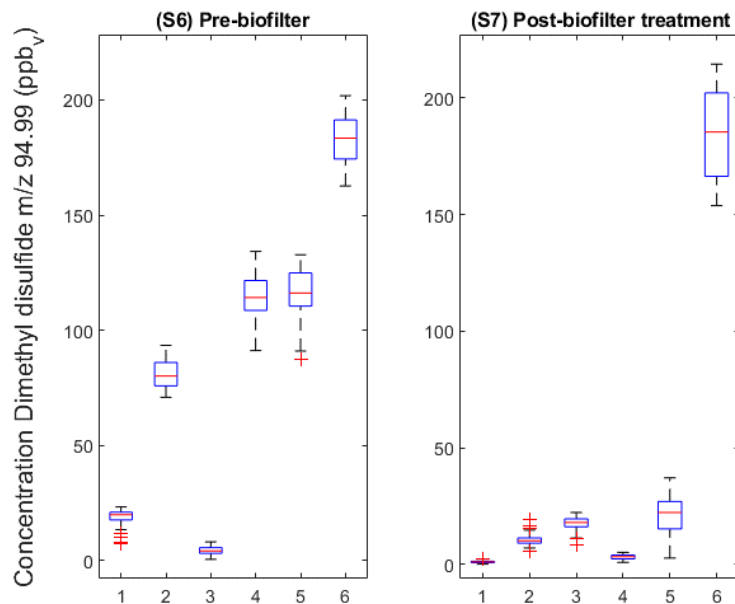 (S6) Pre-biofilter
(S7) Post-biofilter treatment
Concentration Dimethyl disulfide m/z 94.99 (ppbv)
200
150
100
50
0
1 2 3 4 5 6
200
150
100
50
0
1 2 3 4 5 6